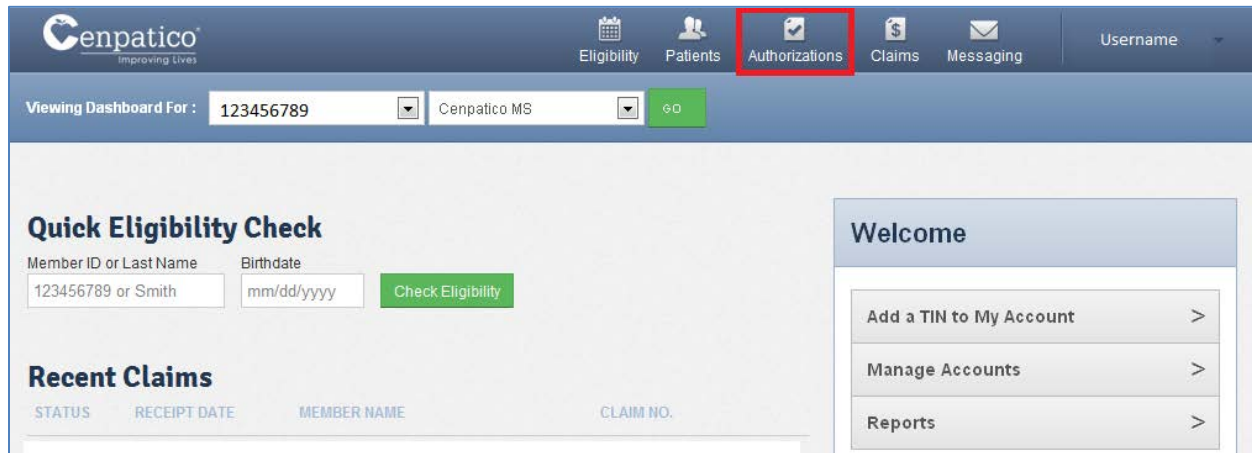 Cenpatico
Improving Lives
Eligibility Patients Authorizations Claims Messaging Username
Viewing Dashboard For : 123456789 Cenpatico MS GO
Quick Eligibility Check
Member ID or Last Name Birthdate
123456789 or Smith mm/dd/yyyy Check Eligibility
Recent Claims
STATUS RECEIPT DATE MEMBER NAME CLAIM NO.
Welcome
Add a TIN to My Account >
Manage Accounts >
Reports >